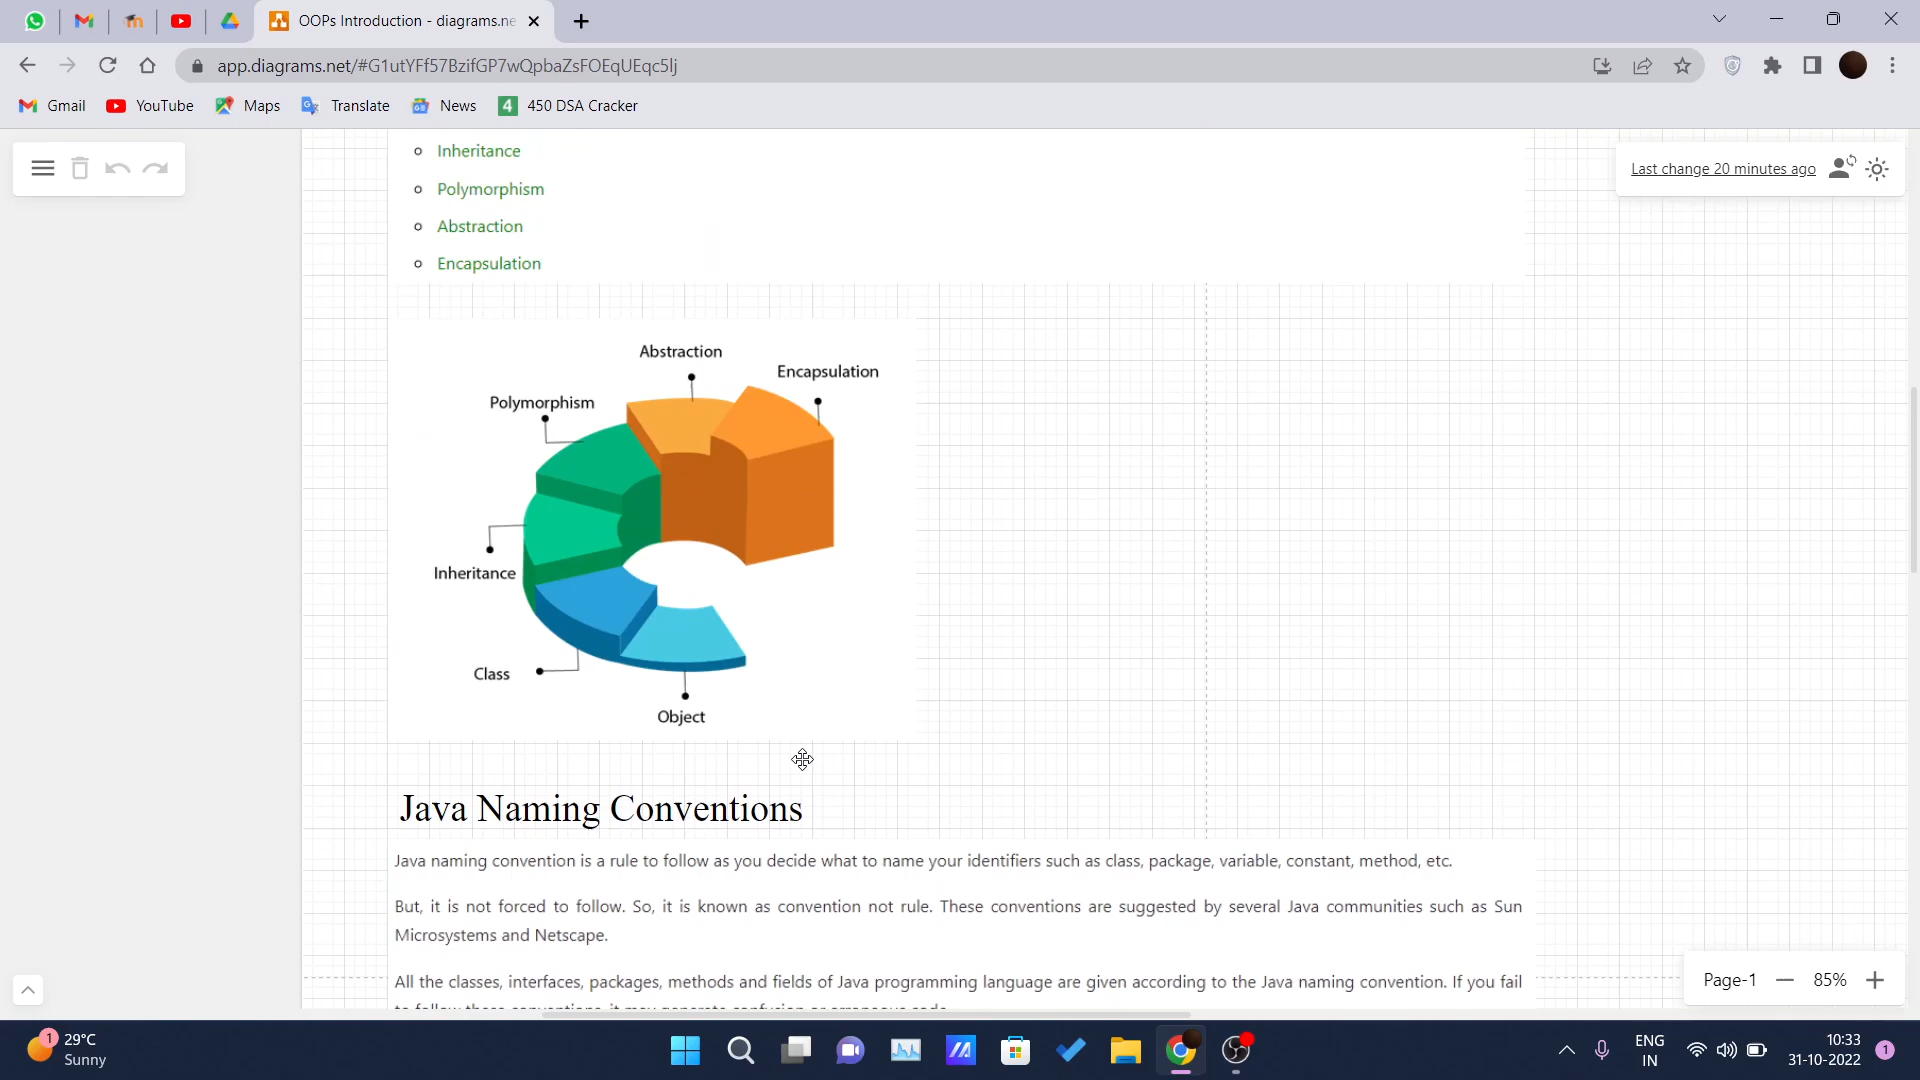 OOPs Introduction - diagrams.ne
app.diagrams.net/#G1utYFf57BzifGP7wQpbaZsFOEqUEqc5lj
Gmail YouTube Maps Translate News 4 450 DSA Cracker
Inheritance
Polymorphism
Abstraction
Encapsulation
Last change 20 minutes ago
Abstraction
Encapsulation
Polymorphism
Inheritance
Class
Object
Java Naming Conventions
Java naming convention is a rule to follow as you decide what to name your identifiers such as class, package, variable, constant, method, etc.
But, it is not forced to follow. So, it is known as convention not rule. These conventions are suggested by several Java communities such as Sun
Microsystems and Netscape.
All the classes, interfaces, packages, methods and fields of Java programming language are given according to the Java naming convention. If you fail
Page-1 85%
1 29°C
Sunny
ENG
IN
10:33
31-10-2022
1